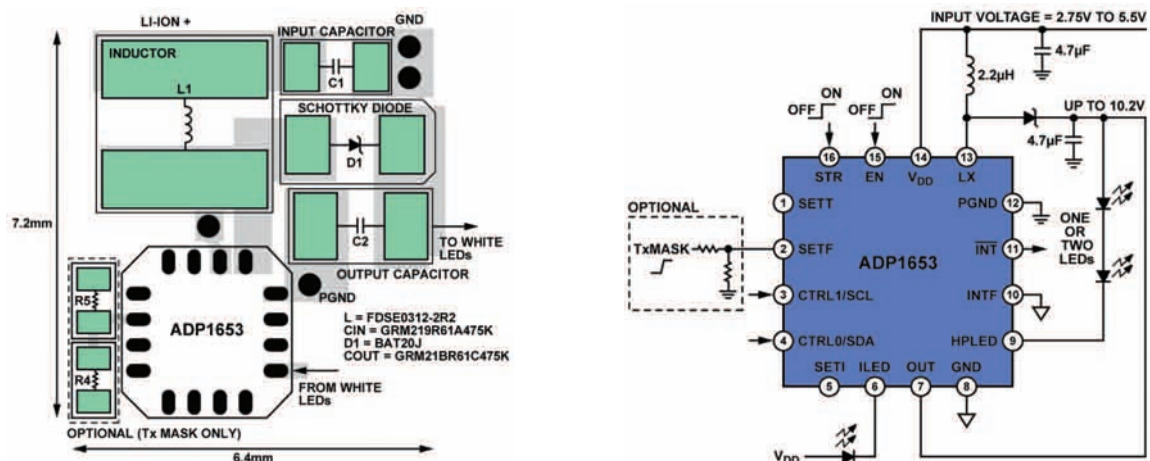 LI-ION +
GND
INPUT CAPACITOR
INDUCTOR
C1
L1
SCHOTTKY DIODE
D1
7.2mm
C2
TO WHITE
LEDs
OUTPUT CAPACITOR
PGND
R5
ADP1653
L = FDSE0312-2R2
CIN = GRM219R61A475K
D1 = BAT20J
COUT = GRM21BR61C475K
R4
FROM WHITE
LEDs
OPTIONAL (Tx MASK ONLY)
6.4mm
INPUT VOLTAGE = 2.75V TO 5.5V
4.7µF
2.2µH
ON
OFF
ON
OFF
UP TO 10.2V
4.7µF
16
15
14
13
STR
EN
VDD
LX
1
SETT
PGND
12
OPTIONAL
TxMASK
2
SETF
ADP1653
INT
11
ONE
OR
TWO
LEDs
3
CTRL1/SCL
INTF
10
4
CTRL0/SDA
HPLED
9
SETI
ILED
OUT
GND
5
6
7
8
VDD